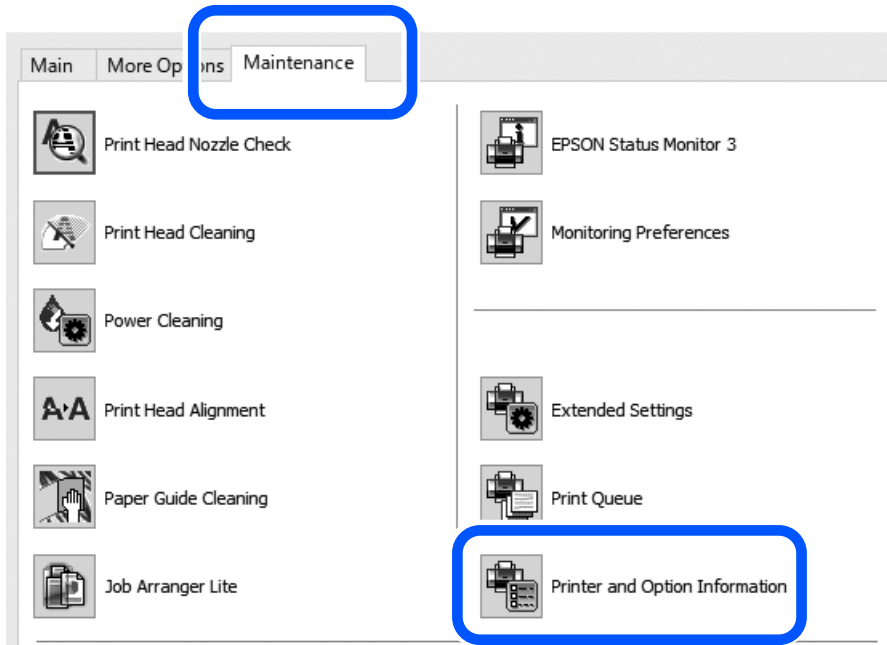 Main
More Options
Maintenance
Print Head Nozzle Check
Print Head Cleaning
Power Cleaning
Print Head Alignment
Paper Guide Cleaning
Job Arranger Lite
EPSON Status Monitor 3
Monitoring Preferences
Extended Settings
Print Queue
Printer and Option Information